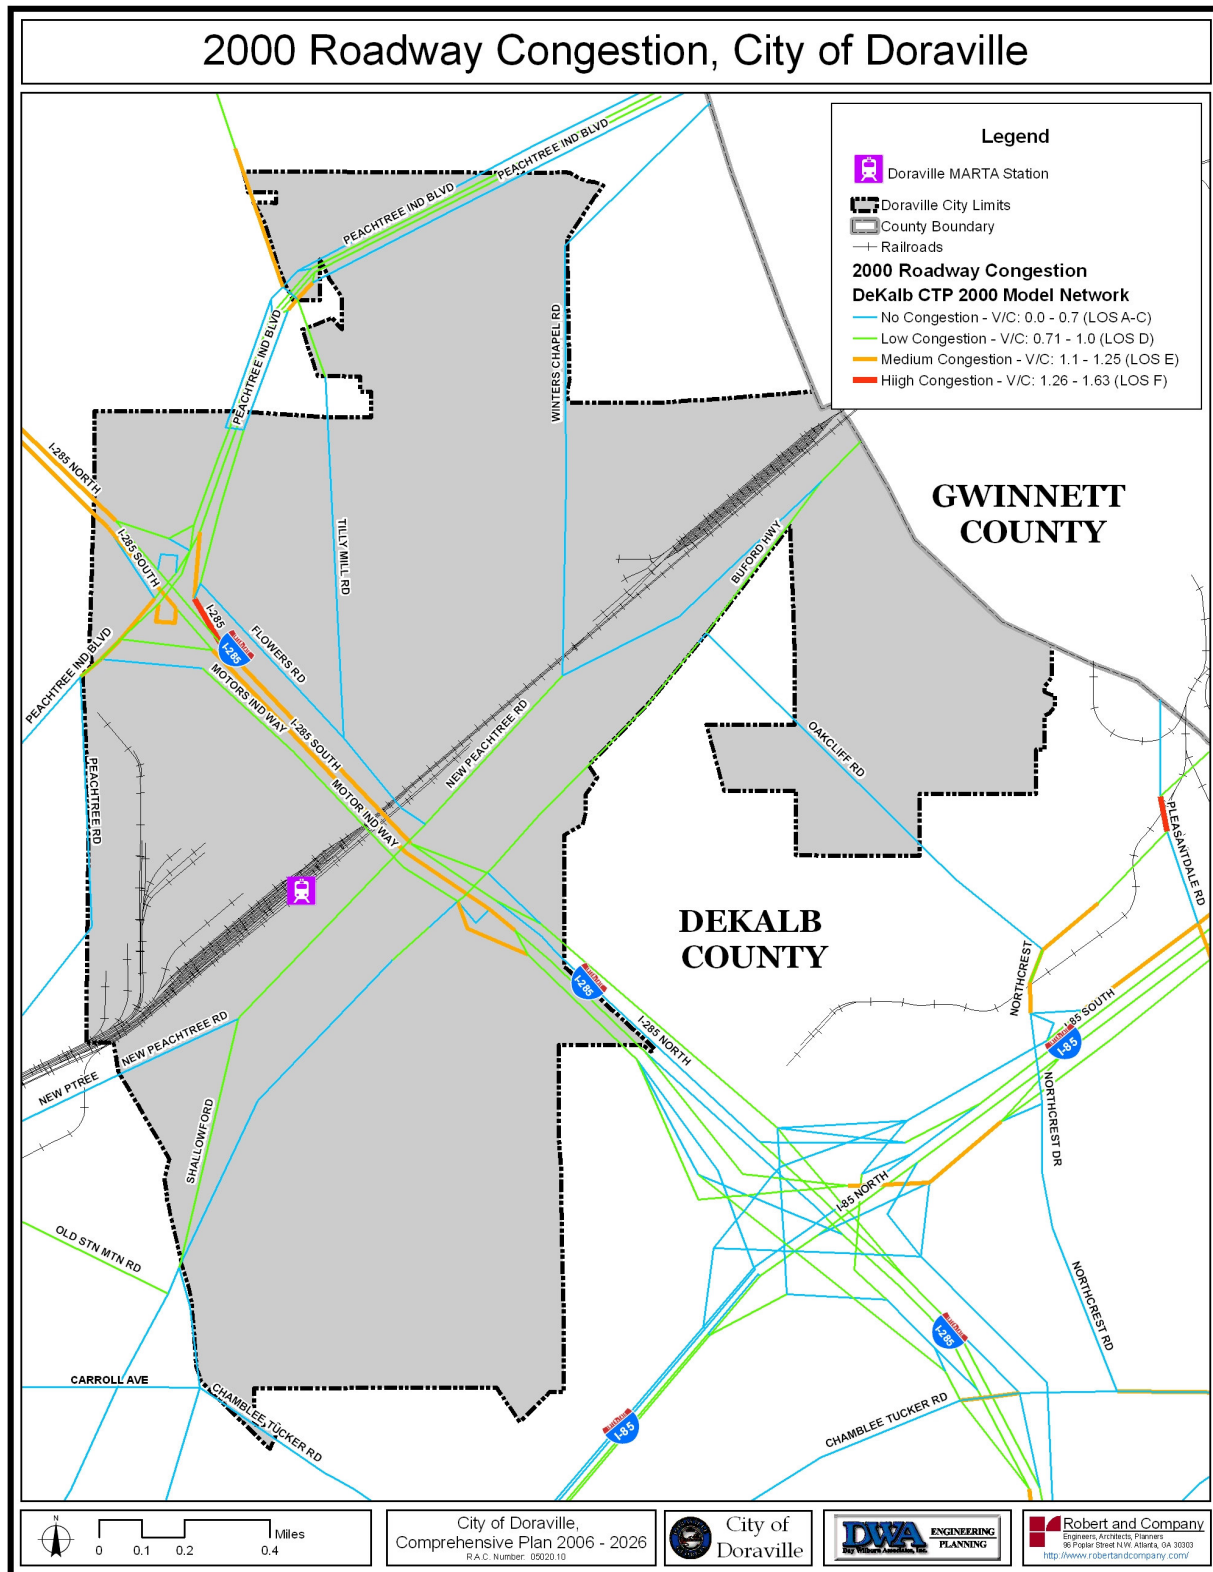 2000 Roadway Congestion, City of Doraville
Legend
Doraville MARTA Station
Doraville City Limits
County Boundary
Railroads
2000 Roadway Congestion
DeKalb CTP 2000 Model Network
No Congestion - V/C: 0.0 - 0.7 (LOS A-C)
Low Congestion - V/C: 0.71 - 1.0 (LOS D)
Medium Congestion - V/C: 1.1 - 1.25 (LOS E)
Hiigh Congestion - V/C: 1.26 - 1.63 (LOS F)
PEACHTREE IND BLVD
PEACHTREE IND BLVD
PEACHTREE IND BLVD
WINTERS CHAPEL RD
I-285 NORTH
I-285 SOUTH
TILLY MILL RD
BUFORD HWY
GWINNETT
COUNTY
I-285
I-285
FLOWERS RD
PEACHTREE IND BLVD
MOTORS IND WAY
I-285 SOUTH
MOTOR IND WAY
NEW PEACHTREE RD
OAKCLIFF RD
PEACHTREE RD
PLEASANTDALE RD
DEKALB
COUNTY
NORTHCREST
I-285
I-285 NORTH
I-85 SOUTH
I-85
NEW PEACHTREE RD
NEW PTREE
NORTHCREST DR
SHALLOWFORD
I-85 NORTH
OLD STN MTN RD
NORTHCREST RD
I-285
CARROLL AVE
CHAMBLEE TUCKER RD
CHAMBLEE TUCKER RD
I-85
N
0 0.1 0.2 0.4
Miles
City of Doraville,
Comprehensive Plan 2006 - 2026
R.A.C. Number: 05020.10
City of
Doraville
DWA
Day Wilburn Associates, Inc.
ENGINEERING
PLANNING
Robert and Company
Engineers, Architects, Planners
96 Poplar Street N.W. Atlanta, GA 30303
http://www.robertandcompany.com/